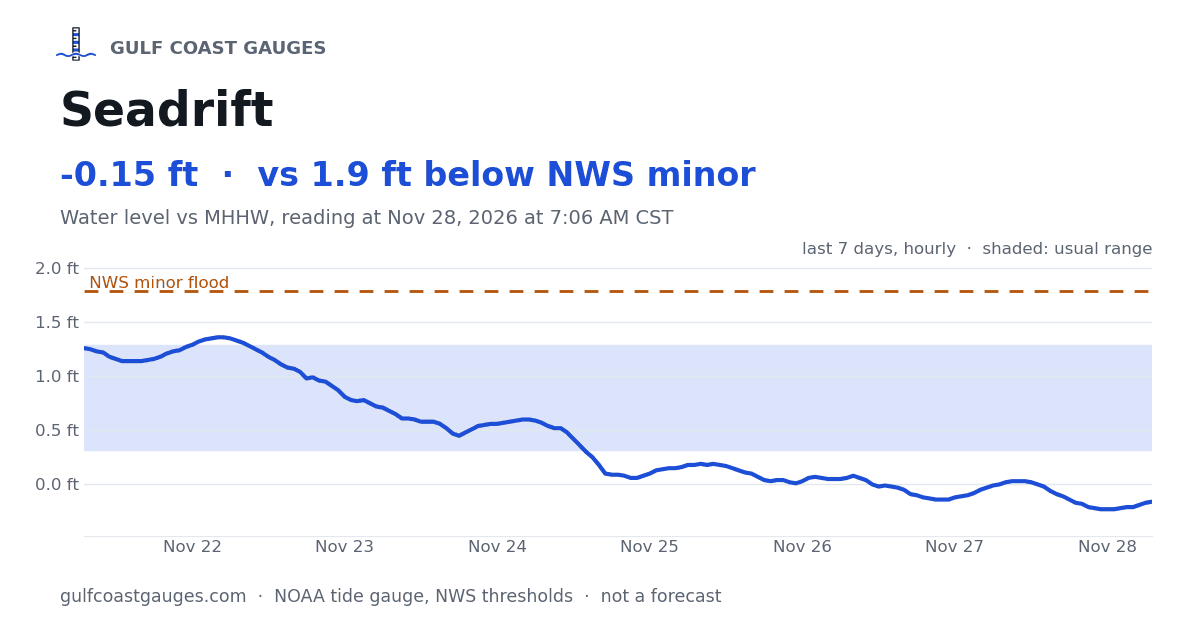 GULF COAST GAUGES
Seadrift
-0.15 ft · vs 1.9 ft below NWS minor
Water level vs MHHW, reading at Nov 28, 2026 at 7:06 AM CST
last 7 days, hourly · shaded: usual range
2.0 ft
NWS minor flood
1.5 ft
1.0 ft
0.5 ft
0.0 ft
Nov 22 Nov 23 Nov 24 Nov 25 Nov 26 Nov 27 Nov 28
gulfcoastgauges.com · NOAA tide gauge, NWS thresholds · not a forecast